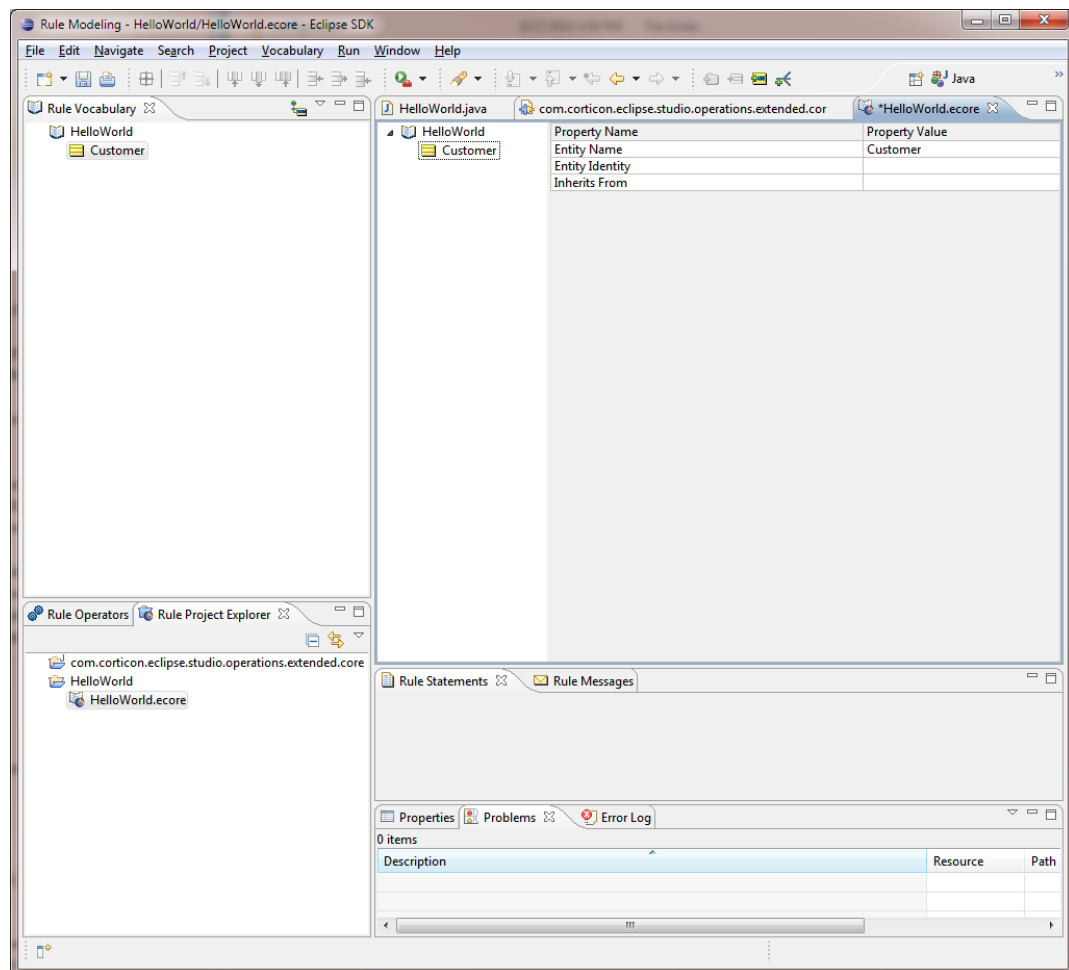 Rule Modeling - HelloWorld/HelloWorld.ecore - Eclipse SDK
File Edit Navigate Search Project Vocabulary Run Window Help
Java
Rule Vocabulary
HelloWorld
Customer
HelloWorld.java
com.corticon.eclipse.studio.operations.extended.cor
*HelloWorld.ecore
HelloWorld
Customer
Property Name Property Value
Entity Name Customer
Entity Identity
Inherits From
Rule Operators Rule Project Explorer
com.corticon.eclipse.studio.operations.extended.core
HelloWorld
HelloWorld.ecore
Rule Statements Rule Messages
Properties Problems Error Log
0 items
Description Resource Path